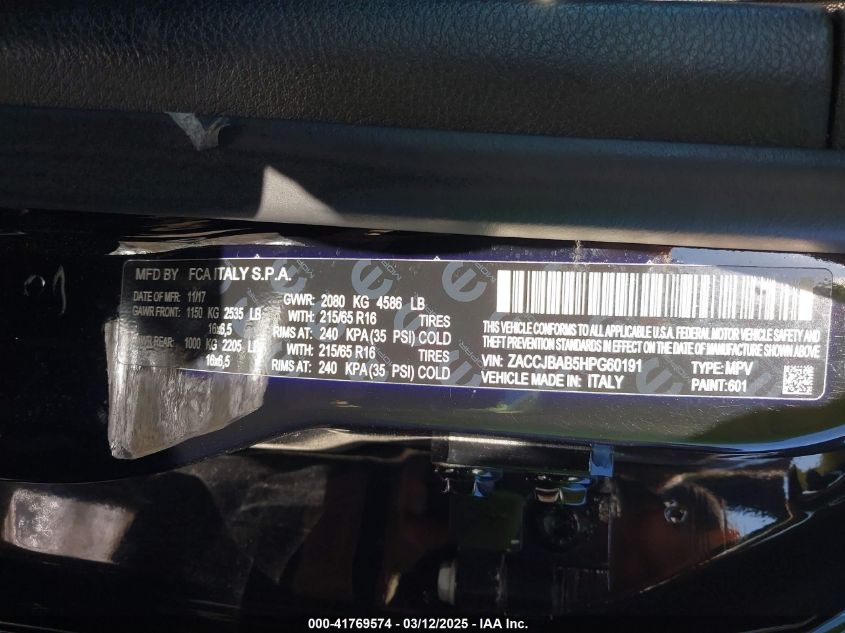 MFD BY FCA ITALY S.P.A.
DATE OF MFR: 11/17 GVWR: 2080 KG 4586 LB
GAWR FRONT: 1150 KG 2535 LB WITH: 215/65 R16 TIRES
16x6,5 RIMS AT: 240 KPA(35 PSI) COLD
GAWR REAR: 1000 KG 2205 LB WITH: 215/65 R16 TIRES
16x6,5 RIMS AT: 240 KPA(35 PSI) COLD
THIS VEHICLE CONFORMS TO ALL APPLICABLE U.S.A. FEDERAL MOTOR VEHICLE SAFETY AND
THEFT PREVENTION STANDARDS IN EFFECT ON THE DATE OF MANUFACTURE SHOWN ABOVE.
VIN: ZACCJBAB5HPG60191 TYPE: MPV
VEHICLE MADE IN: ITALY PAINT: 601
000-41769574 - 03/12/2025 - IAA Inc.